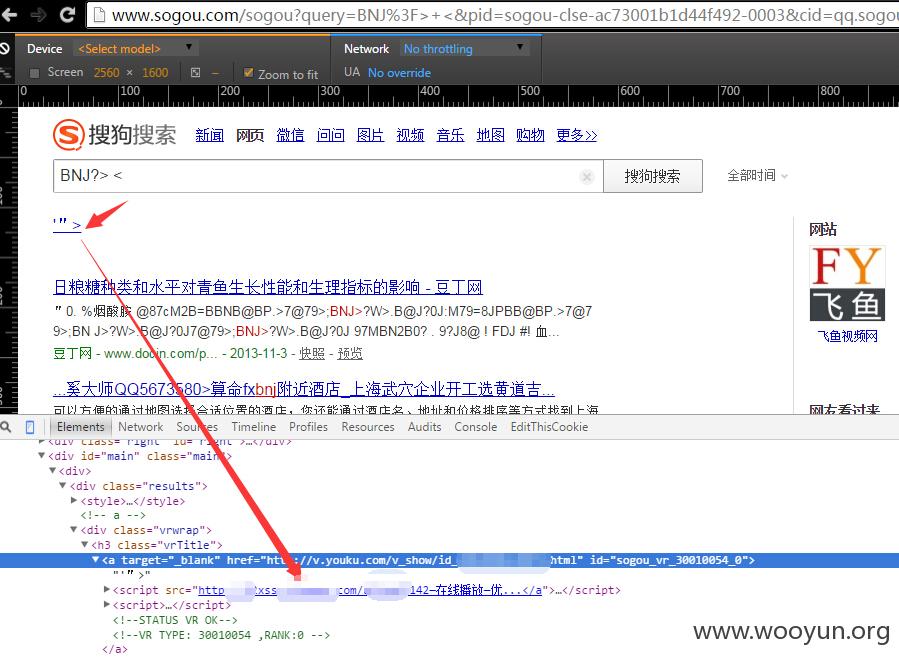 www.sogou.com/sogou?query=BNJ%3F>+<&pid=sogou-clse-ac73001b1d44f492-0003&cid=qq.sogou
Device <Select model> Network No throttling
Screen 2560 × 1600 Zoom to fit UA No override
0 100 200 300 400 500 600 700 800
搜狗搜索 新闻 网页 微信 问问 图片 视频 音乐 地图 购物 更多>>
BNJ?> < 搜狗搜索 全部时间
'" >
网站
FY
飞鱼
飞鱼视频网
网友看过来
日粮糖种类和水平对青鱼生长性能和生理指标的影响 - 豆丁网
" 0. %烟酸胺 @87cM2B=BBNB@BP.>7@79>;BNJ>?W>.B@J?0J:M79=8JPBB@BP.>7@7
9>;BN J>?W>.B@J?0J7@79>;BNJ>?W>.B@J?0J 97MBN2B0? . 9?J8@ ! FDJ #! 血...
豆丁网 - www.docin.com/p... - 2013-11-3 - 快照 - 预览
...奚大师QQ5673580>算命fxbnj附近酒店_上海武穴企业开工选黄道吉...
可以方便的通过地图选择合适位置的酒店，您还能通过酒店名、地址和价格排序等方式找到上海
Elements Network Sources Timeline Profiles Resources Audits Console EditThisCookie
<div class="right" id="right">…</div>
<div id="main" class="main">
<div>
<div class="results">
<style>…</style>
<!-- a -->
<div class="vrwrap">
<h3 class="vrTitle">
<a target="_blank" href="http://v.youku.com/v_show/id_ html" id="sogou_vr_30010054_0">
"'" >"
<script src="http xss com/ 142—在线播放—优...</a">…</script>
<script>…</script>
<!--STATUS VR OK-->
<!--VR TYPE: 30010054 ,RANK:0 -->
</a>
www.wooyun.org